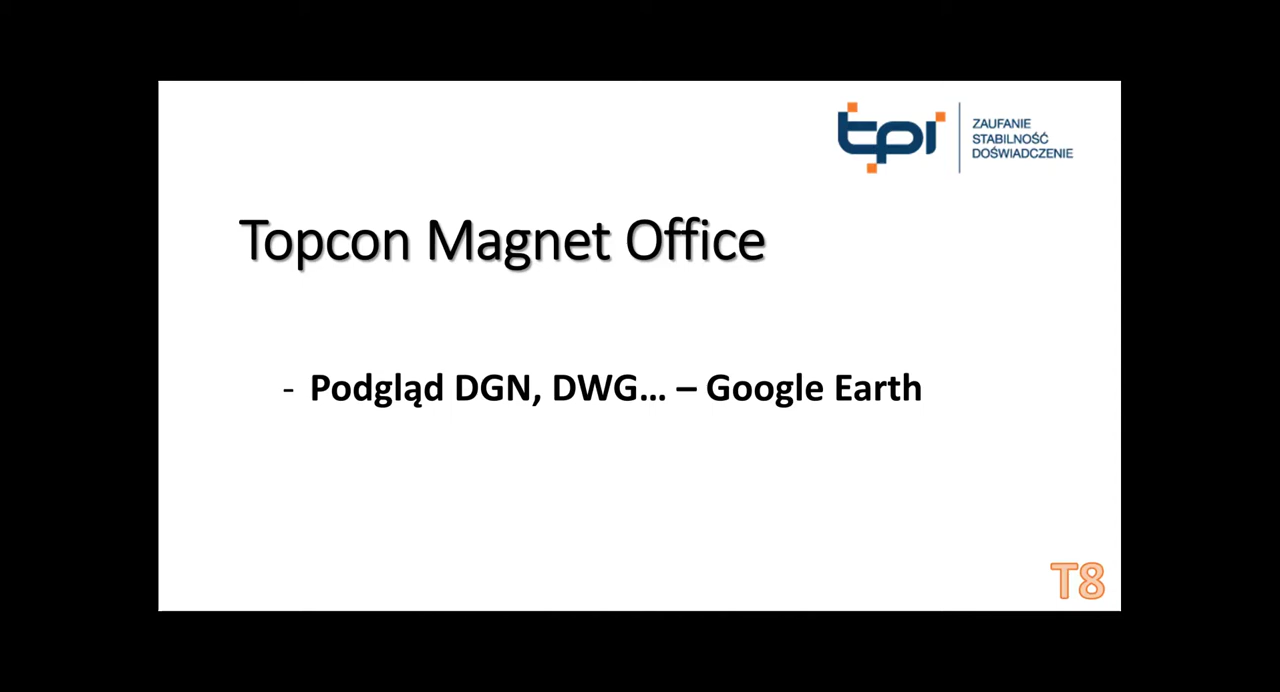 tpi
ZAUFANIE
STABILNOŚĆ
DOŚWIADCZENIE
Topcon Magnet Office
- Podgląd DGN, DWG... – Google Earth
T8